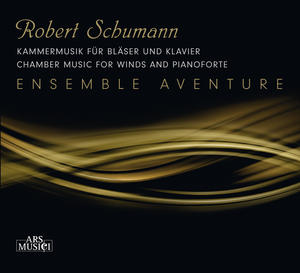 Robert Schumann
KAMMERMUSIK FÜR BLÄSER UND KLAVIER
CHAMBER MUSIC FOR WINDS AND PIANOFORTE
ENSEMBLE AVENTURE
ARS
MUSICI